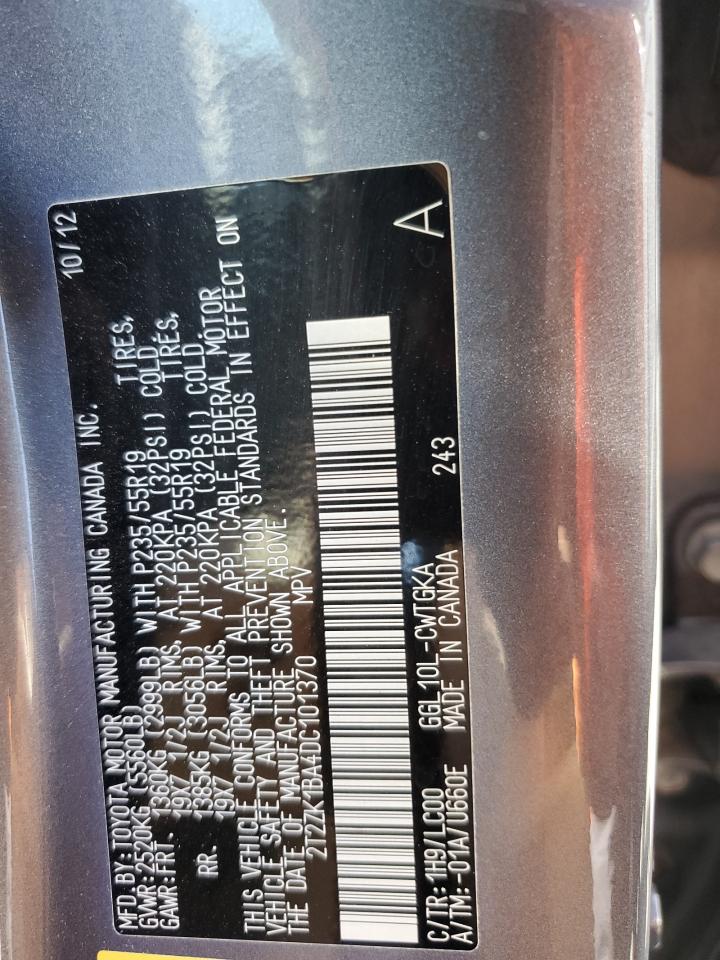 MFD.BY:TOYOTA MOTOR MANUFACTURING CANADA INC. 10/12
GVWR:2520KG (5560LB)
GAWR:FRT- 1360KG (2999LB) WITH P235/55R19 TIRES,
19X7 1/2J RIMS, AT 220KPA (32PSI) COLD.
RR. 1385KG (3056LB) WITH P235/55R19 TIRES,
19X7 1/2J RIMS, AT 220KPA (32PSI) COLD.
THIS VEHICLE CONFORMS TO ALL APPLICABLE FEDERAL MOTOR
VEHICLE SAFETY AND THEFT PREVENTION STANDARDS IN EFFECT ON
THE DATE OF MANUFACTURE SHOWN ABOVE.
2T2ZK1BA4DC101370 MPV
C/TR:1H9/LC00 GGL10L-CWTGKA 243 A
A/TM:-01A/U660E MADE IN CANADA